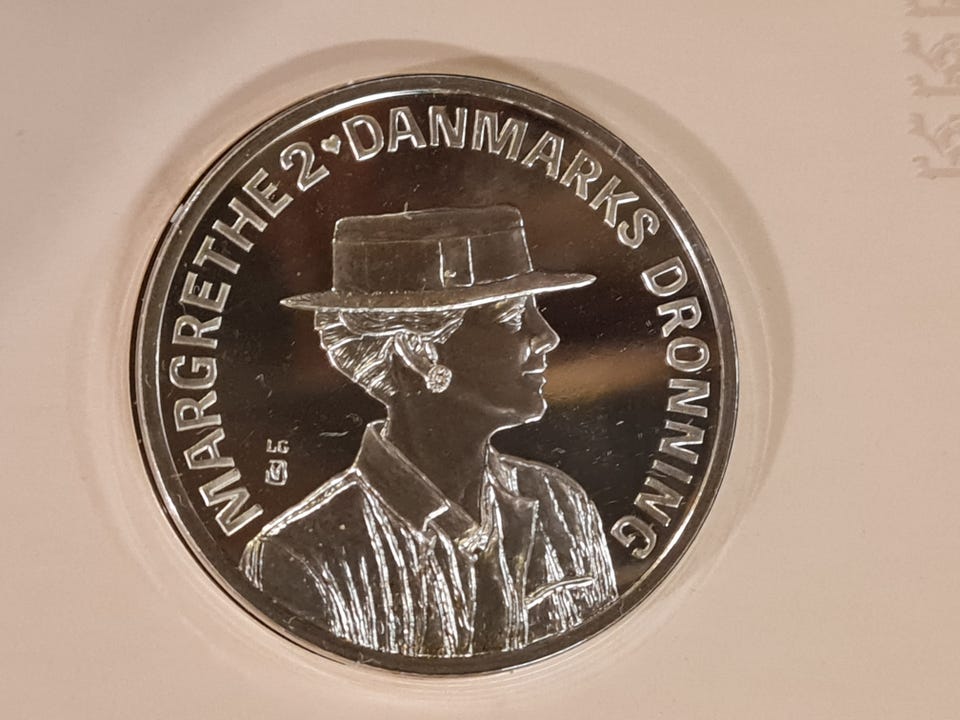 MARGRETHE 2 ♥ DANMARKS DRONNING
LG